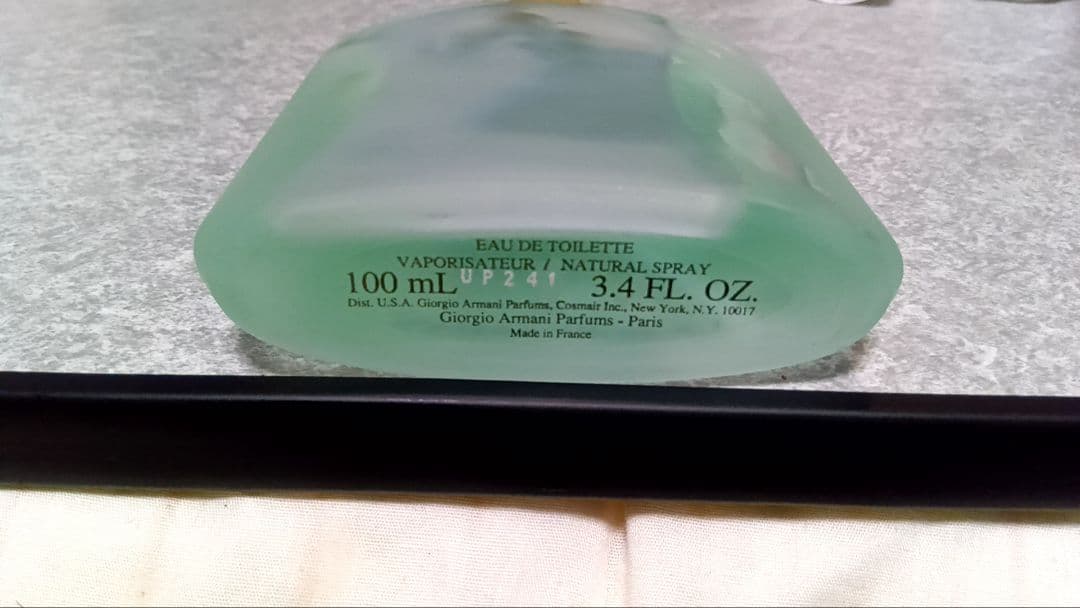 EAU DE TOILETTE
VAPORISATEUR / NATURAL SPRAY
100 mL UP241 3.4 FL. OZ.
Dist. U.S.A. Giorgio Armani Parfums, Cosmair Inc., New York, N.Y. 10017
Giorgio Armani Parfums - Paris
Made in France